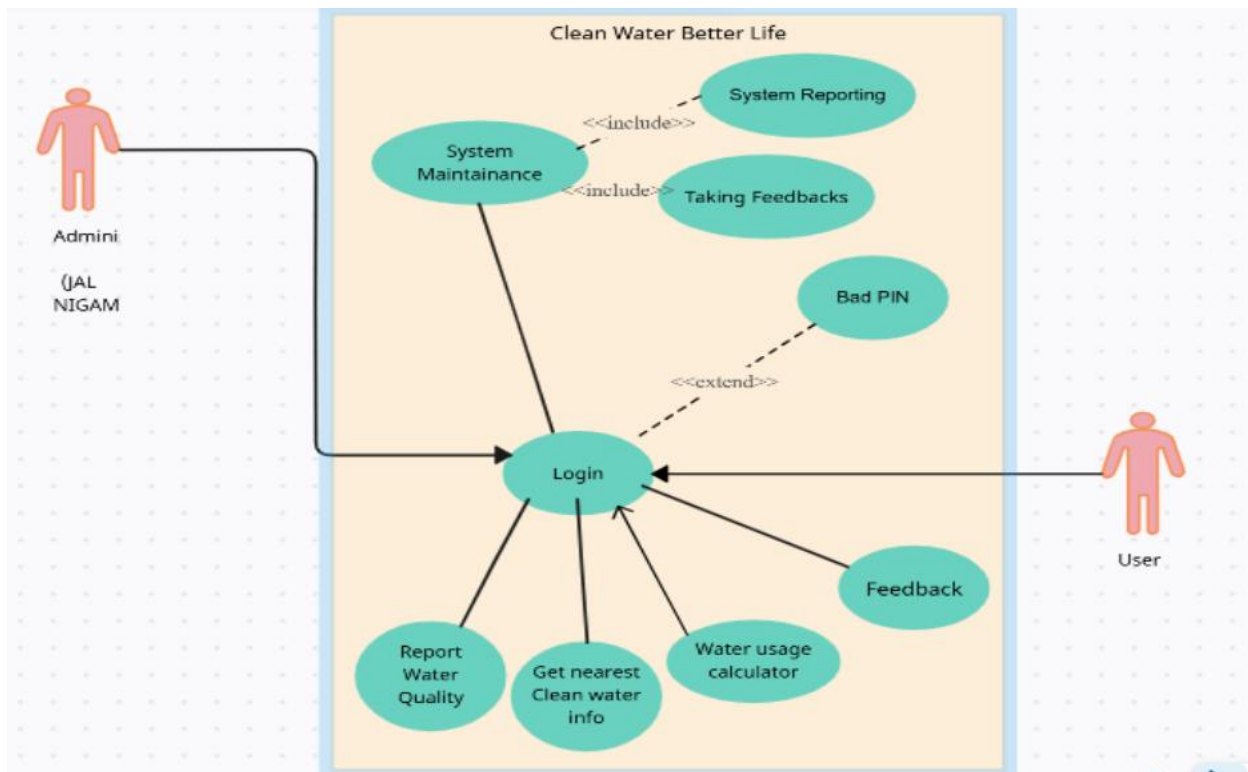 Clean Water Better Life
System Reporting
<<include>>
System
Maintainance
<<include>>
Taking Feedbacks
Admini
(JAL
NIGAM
Bad PIN
<<extend>>
Login
User
Feedback
Report
Water
Quality
Get nearest
Clean water
info
Water usage
calculator